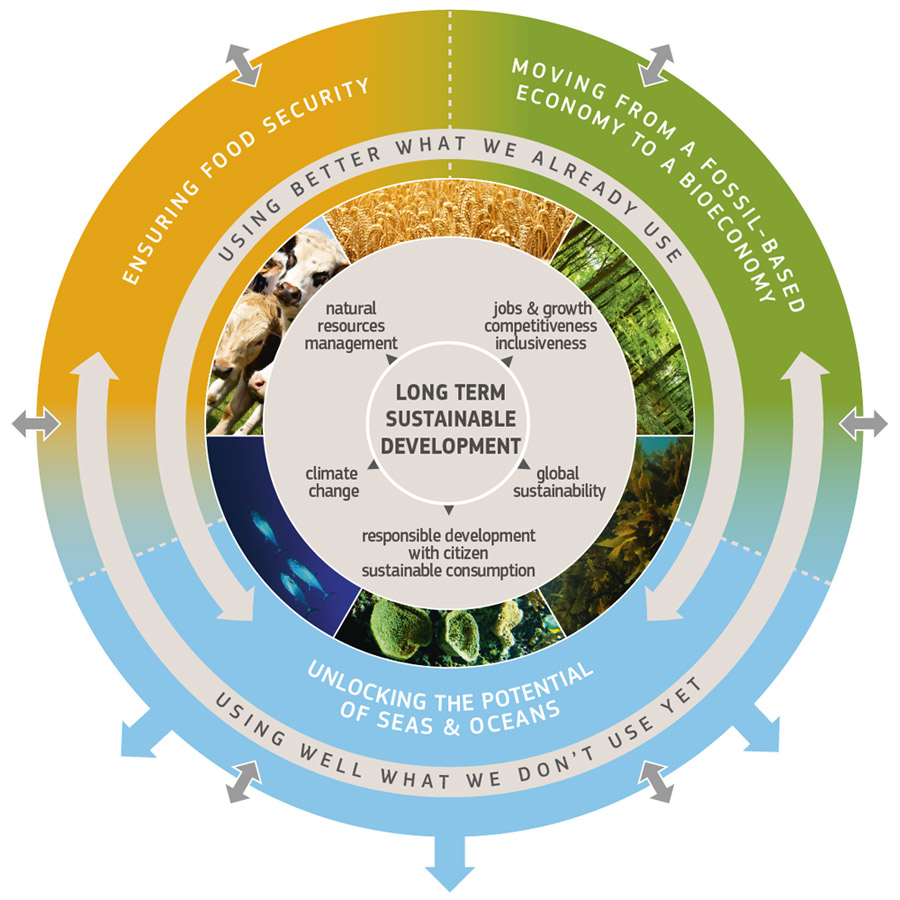 ENSURING FOOD SECURITY
MOVING FROM A FOSSIL-BASED
ECONOMY TO A BIOECONOMY
USING BETTER WHAT WE ALREADY USE
natural
resources
management
jobs & growth
competitiveness
inclusiveness
LONG TERM
SUSTAINABLE
DEVELOPMENT
climate
change
global
sustainability
responsible development
with citizen
sustainable consumption
UNLOCKING THE POTENTIAL
OF SEAS & OCEANS
USING WELL WHAT WE DON'T USE YET